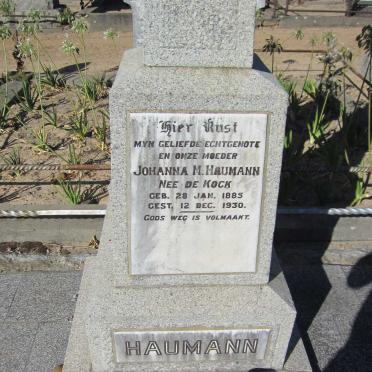 Hier Rust
MYN GELIEFDE ECHTGENOTE
EN ONZE MOEDER
JOHANNA M. HAUMANN
NEE DE KOCK
GEB. 28 JAN. 1885
GEST. 12 DEC. 1930.
GODS WEG IS VOLMAAKT.
HAUMANN